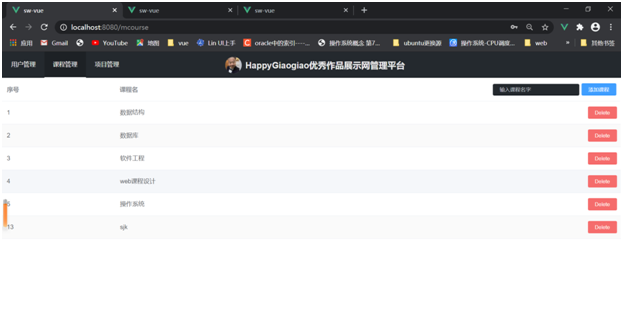 sw-vue sw-vue sw-vue
localhost:8080/mcourse
应用 Gmail YouTube 地图 vue Lin UI上手 oracle中的索引----... 操作系统概念 第7... ubuntu更换源 操作系统-CPU调度... web » 其他书签
用户管理 课程管理 项目管理 HappyGiaogiao优秀作品展示网管理平台
序号 课程名 输入课程名字 添加课程
1 数据结构 Delete
2 数据库 Delete
3 软件工程 Delete
4 web课程设计 Delete
5 操作系统 Delete
13 sjk Delete